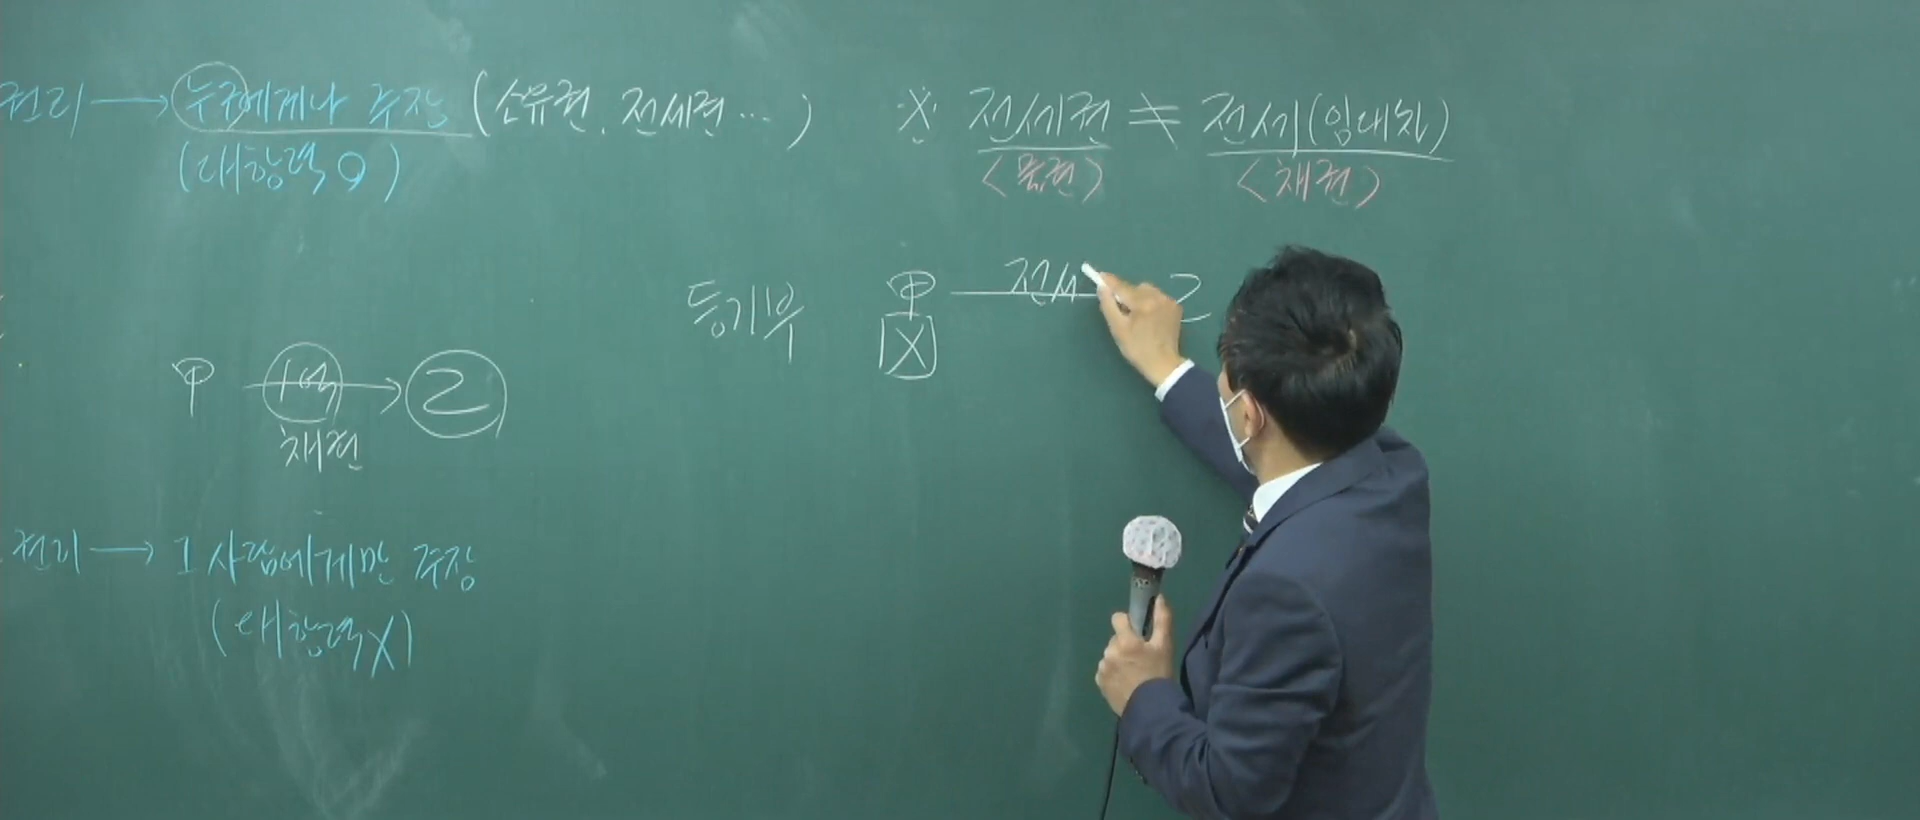 권리 → 누구에게나 주장 (소유권, 전세권 … )
(대항력 O)
※ 전세권 ≠ 전세(임대차)
<물권> <채권>
등기부 甲 전세 乙
X
甲 1억 → 乙
채권
권리 → 그 사람에게만 주장
(대항력 X)